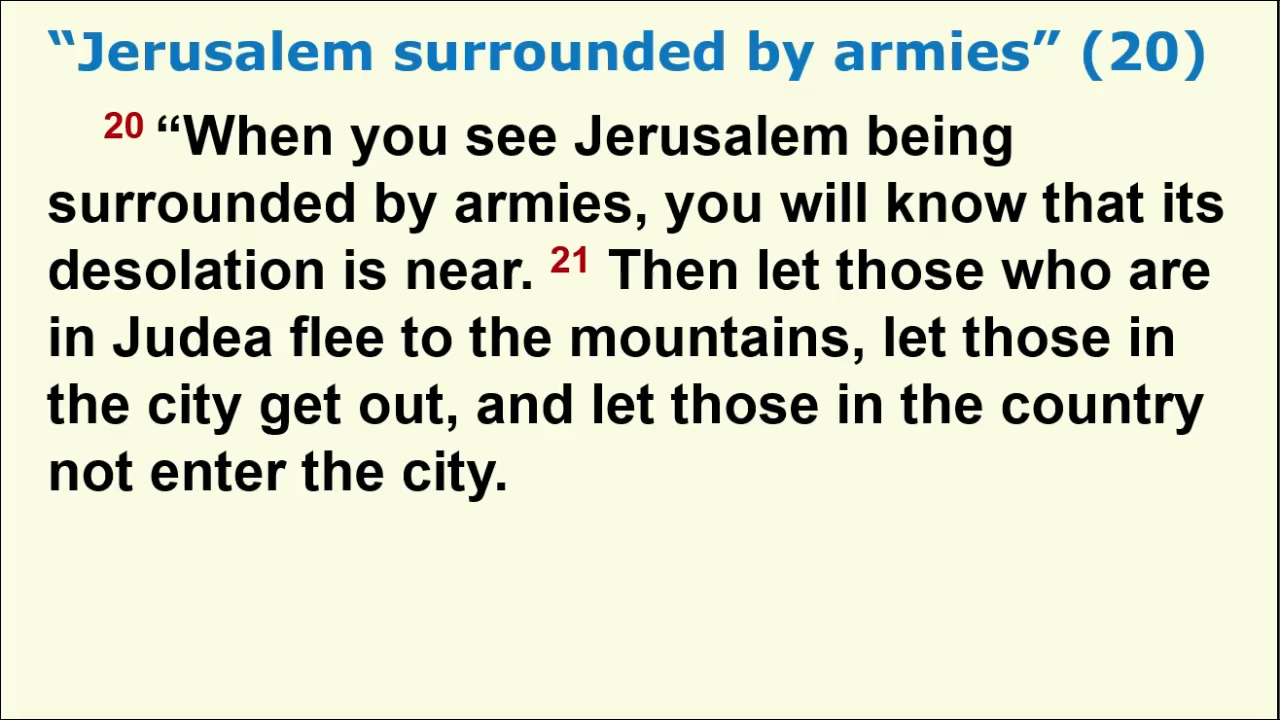 “Jerusalem surrounded by armies” (20)
20 “When you see Jerusalem being
surrounded by armies, you will know that its
desolation is near. 21 Then let those who are
in Judea flee to the mountains, let those in
the city get out, and let those in the country
not enter the city.